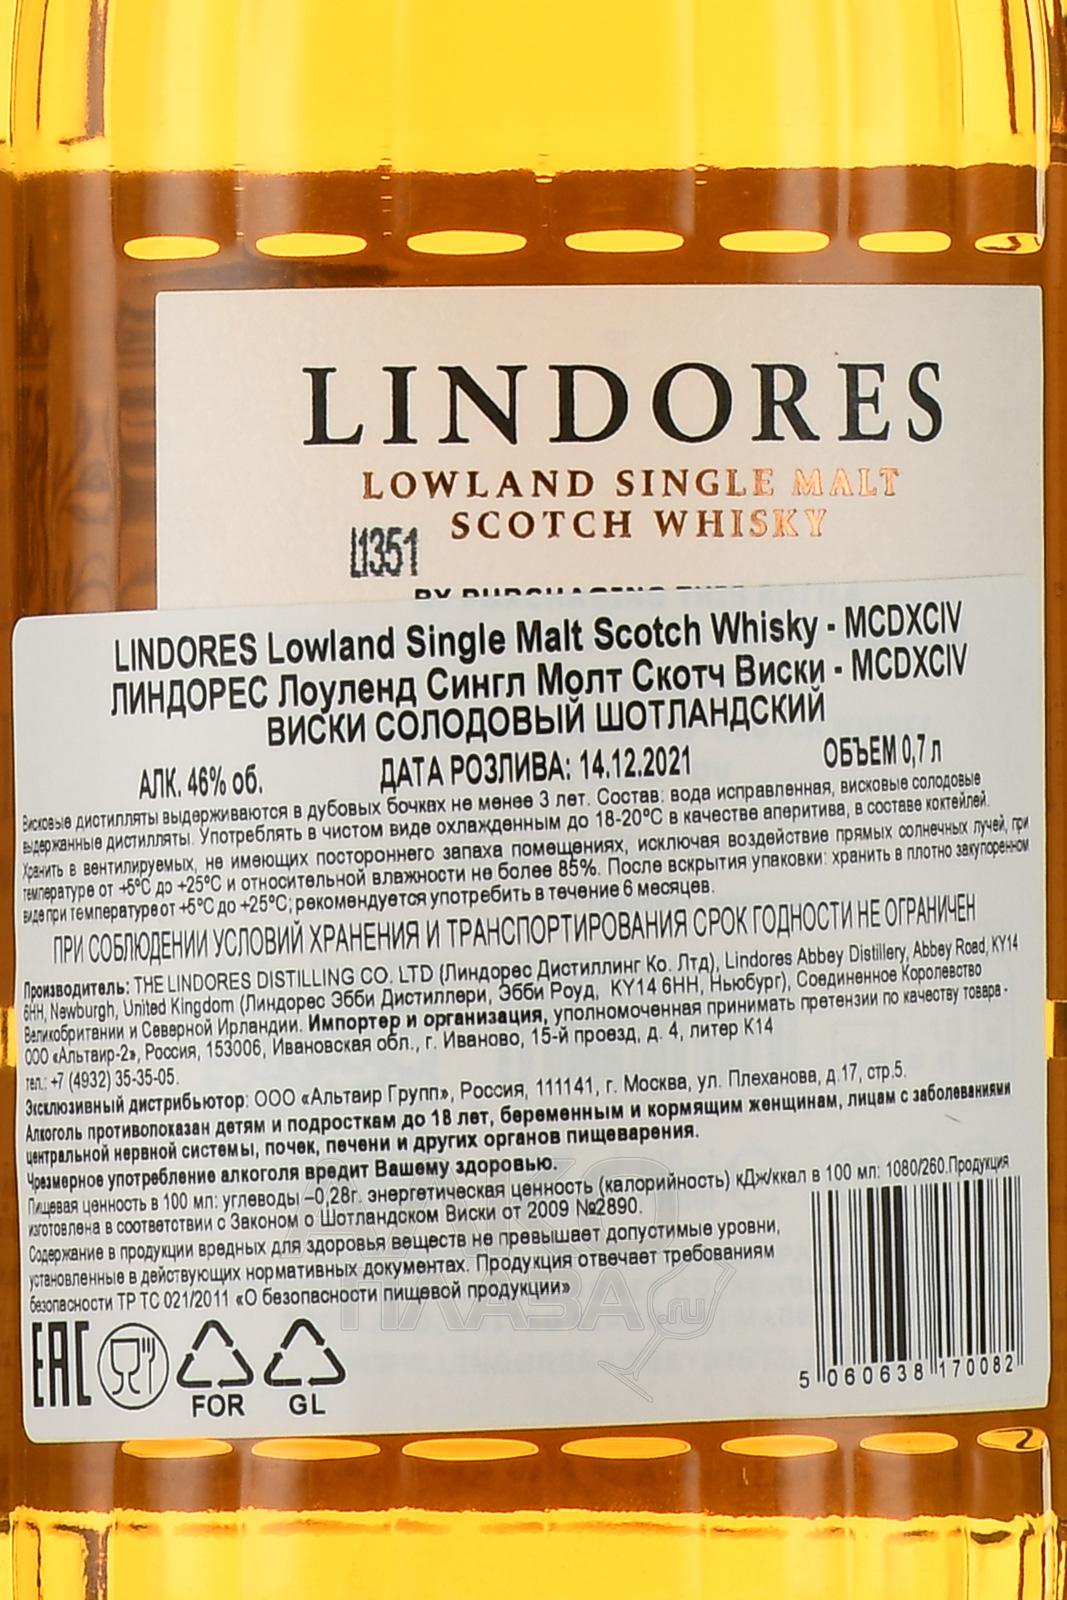 LINDORES
LOWLAND SINGLE MALT
SCOTCH WHISKY
L1351
BY PURCHASING
LINDORES Lowland Single Malt Scotch Whisky - MCDXCIV
ЛИНДОРЕС Лоуленд Сингл Молт Скотч Виски - MCDXCIV
ВИСКИ СОЛОДОВЫЙ ШОТЛАНДСКИЙ
АЛК. 46% об. ДАТА РОЗЛИВА: 14.12.2021 ОБЪЕМ 0,7 л
Висковые дистилляты выдерживаются в дубовых бочках не менее 3 лет. Состав: вода исправленная, висковые солодовые
выдержанные дистилляты. Употреблять в чистом виде охлажденным до 18-20°С в качестве аперитива, в составе коктейлей.
Хранить в вентилируемых, не имеющих постороннего запаха помещениях, исключая воздействие прямых солнечных лучей, при
температуре от +5°С до +25°С и относительной влажности не более 85%. После вскрытия упаковки: хранить в плотно закупоренном
виде при температуре от +5°С до +25°С; рекомендуется употребить в течение 6 месяцев.
ПРИ СОБЛЮДЕНИИ УСЛОВИЙ ХРАНЕНИЯ И ТРАНСПОРТИРОВАНИЯ СРОК ГОДНОСТИ НЕ ОГРАНИЧЕН
Производитель: THE LINDORES DISTILLING CO. LTD (Линдорес Дистиллинг Ко. Лтд), Lindores Abbey Distillery, Abbey Road, KY14
6HH, Newburgh, United Kingdom (Линдорес Эбби Дистиллери, Эбби Роуд, KY14 6HH, Ньюбург), Соединенное Королевство
Великобритании и Северной Ирландии. Импортер и организация, уполномоченная принимать претензии по качеству товара -
ООО «Альтаир-2», Россия, 153006, Ивановская обл., г. Иваново, 15-й проезд, д. 4, литер К14
тел.: +7 (4932) 35-35-05.
Эксклюзивный дистрибьютор: ООО «Альтаир Групп», Россия, 111141, г. Москва, ул. Плеханова, д.17, стр.5.
Алкоголь противопоказан детям и подросткам до 18 лет, беременным и кормящим женщинам, лицам с заболеваниями
центральной нервной системы, почек, печени и других органов пищеварения.
Чрезмерное употребление алкоголя вредит Вашему здоровью.
Пищевая ценность в 100 мл: углеводы –0,28г. энергетическая ценность (калорийность) кДж/ккал в 100 мл: 1080/260.Продукция
изготовлена в соответствии с Законом о Шотландском Виски от 2009 №2890.
Содержание в продукции вредных для здоровья веществ не превышает допустимые уровни,
установленные в действующих нормативных документах. Продукция отвечает требованиям
безопасности ТР ТС 021/2011 «О безопасности пищевой продукции»
ЕАС
FOR GL
5 060638 170082
АЛКО
ПЛАЗА.ru